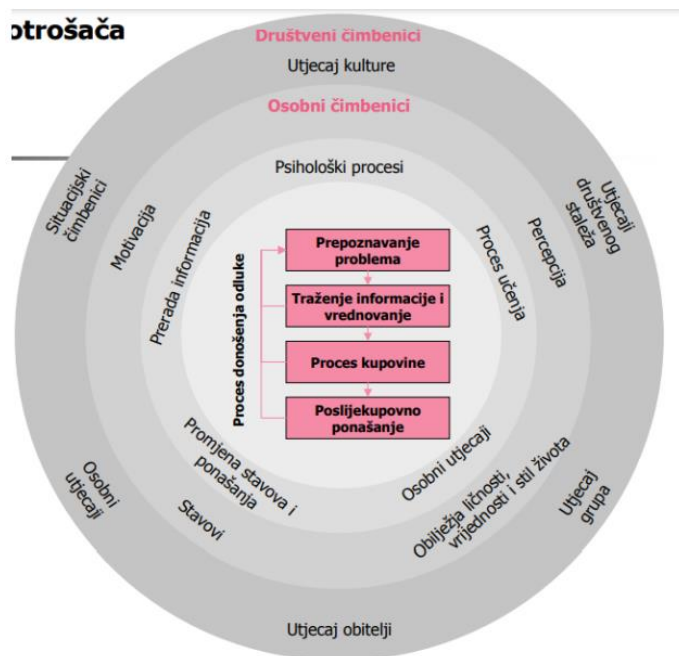 otrošača
Društveni čimbenici
Utjecaj kulture
Osobni čimbenici
Psihološki procesi
Situacijski
čimbenici
Motivacija
Prerada informacija
Proces učenja
Percepcija
Utjecaji
društvenog
staleža
Proces donošenja odluke
Prepoznavanje
problema
Traženje informacije i
vrednovanje
Proces kupovine
Poslijekupovno
ponašanje
Promjena stavova i
ponašanja
Osobni utjecaji
Osobni
utjecaji
Stavovi
Obilježja ličnosti,
vrijednosti i stil života
Utjecaj
grupa
Utjecaj obitelji